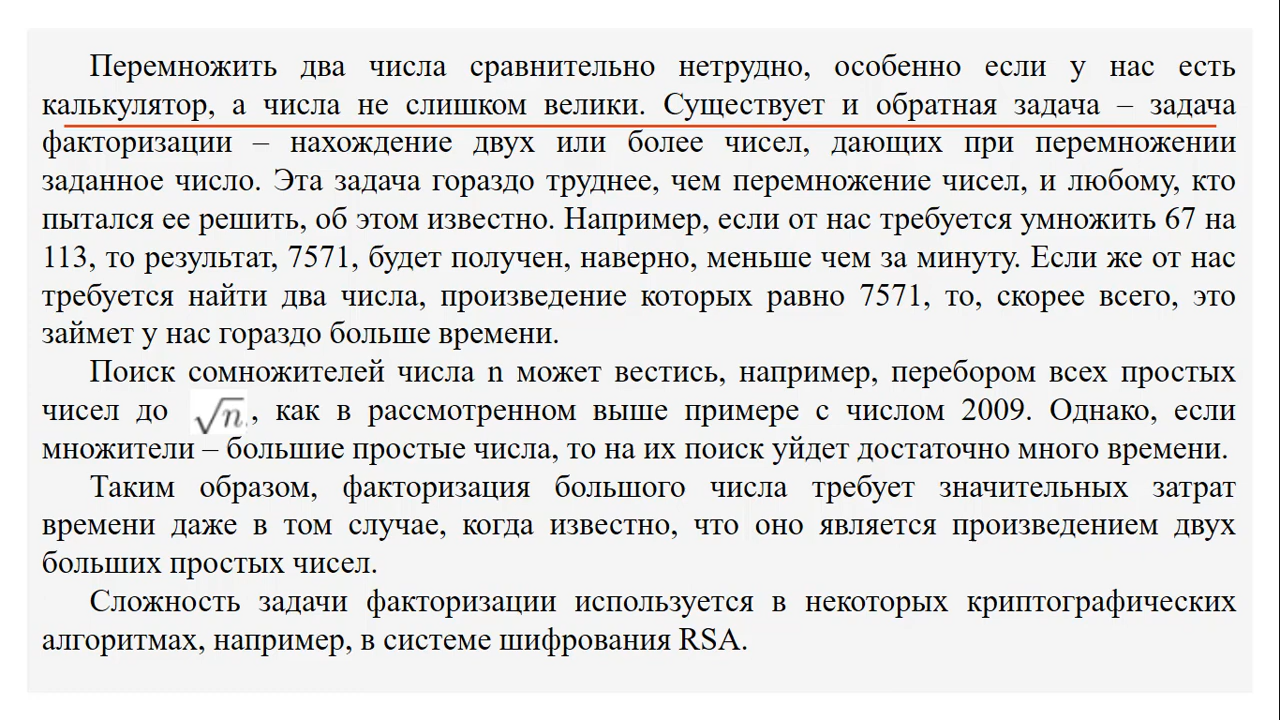 Перемножить два числа сравнительно нетрудно, особенно если у нас есть
калькулятор, а числа не слишком велики. Существует и обратная задача – задача
факторизации – нахождение двух или более чисел, дающих при перемножении
заданное число. Эта задача гораздо труднее, чем перемножение чисел, и любому, кто
пытался ее решить, об этом известно. Например, если от нас требуется умножить 67 на
113, то результат, 7571, будет получен, наверно, меньше чем за минуту. Если же от нас
требуется найти два числа, произведение которых равно 7571, то, скорее всего, это
займет у нас гораздо больше времени.
Поиск сомножителей числа n может вестись, например, перебором всех простых
чисел до √n, как в рассмотренном выше примере с числом 2009. Однако, если
множители – большие простые числа, то на их поиск уйдет достаточно много времени.
Таким образом, факторизация большого числа требует значительных затрат
времени даже в том случае, когда известно, что оно является произведением двух
больших простых чисел.
Сложность задачи факторизации используется в некоторых криптографических
алгоритмах, например, в системе шифрования RSA.